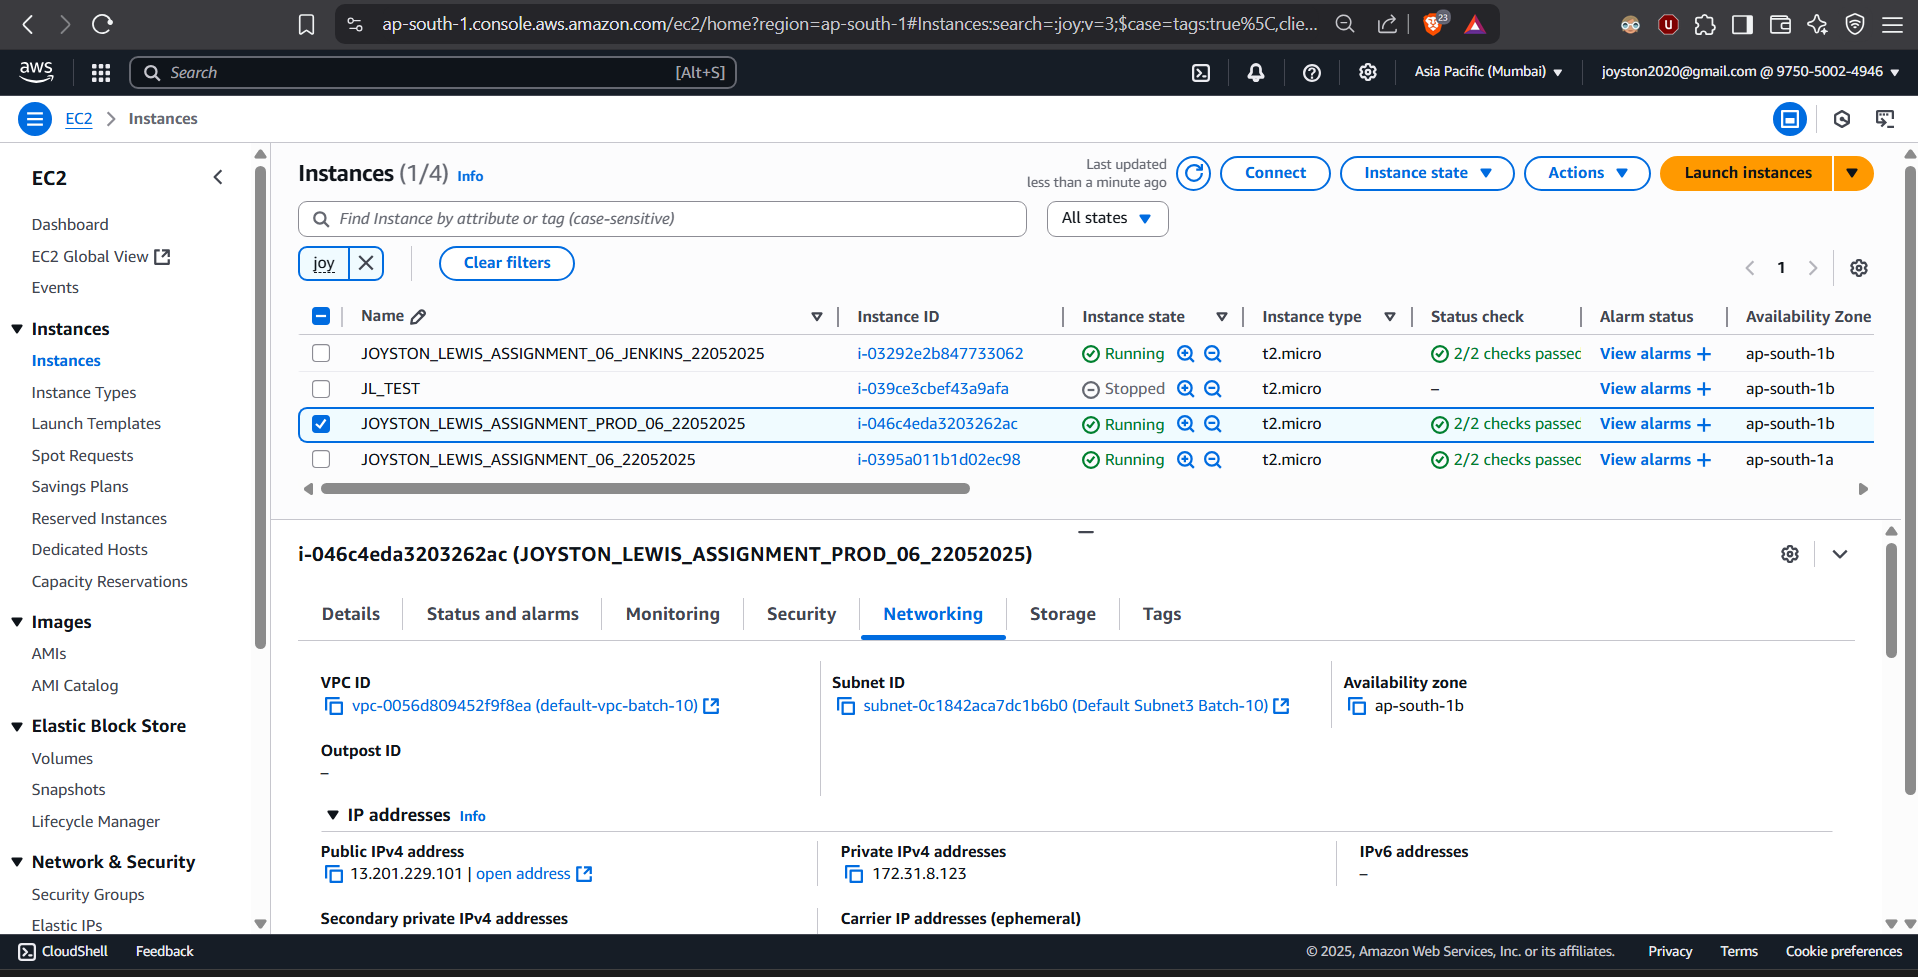 ap-south-1.console.aws.amazon.com/ec2/home?region=ap-south-1#Instances:search=:joy;v=3;$case=tags:true%5C,clie...
23
aws
Search [Alt+S]
Asia Pacific (Mumbai)
joyston2020@gmail.com @ 9750-5002-4946
EC2 > Instances
EC2
Dashboard
EC2 Global View
Events
Instances
Instances
Instance Types
Launch Templates
Spot Requests
Savings Plans
Reserved Instances
Dedicated Hosts
Capacity Reservations
Images
AMIs
AMI Catalog
Elastic Block Store
Volumes
Snapshots
Lifecycle Manager
Network & Security
Security Groups
Elastic IPs
Instances (1/4) Info
Last updated
less than a minute ago
Connect
Instance state
Actions
Launch instances
Find Instance by attribute or tag (case-sensitive)
All states
joy
Clear filters
1
Name Instance ID Instance state Instance type Status check Alarm status Availability Zone
JOYSTON_LEWIS_ASSIGNMENT_06_JENKINS_22052025 i-03292e2b847733062 Running t2.micro 2/2 checks passed View alarms + ap-south-1b
JL_TEST i-039ce3cbef43a9afa Stopped t2.micro – View alarms + ap-south-1b
JOYSTON_LEWIS_ASSIGNMENT_PROD_06_22052025 i-046c4eda3203262ac Running t2.micro 2/2 checks passed View alarms + ap-south-1b
JOYSTON_LEWIS_ASSIGNMENT_06_22052025 i-0395a011b1d02ec98 Running t2.micro 2/2 checks passed View alarms + ap-south-1a
i-046c4eda3203262ac (JOYSTON_LEWIS_ASSIGNMENT_PROD_06_22052025)
Details Status and alarms Monitoring Security Networking Storage Tags
VPC ID
vpc-0056d809452f9f8ea (default-vpc-batch-10)
Subnet ID
subnet-0c1842aca7dc1b6b0 (Default Subnet3 Batch-10)
Availability zone
ap-south-1b
Outpost ID
–
IP addresses Info
Public IPv4 address
13.201.229.101 | open address
Private IPv4 addresses
172.31.8.123
IPv6 addresses
–
Secondary private IPv4 addresses
Carrier IP addresses (ephemeral)
CloudShell Feedback
© 2025, Amazon Web Services, Inc. or its affiliates. Privacy Terms Cookie preferences